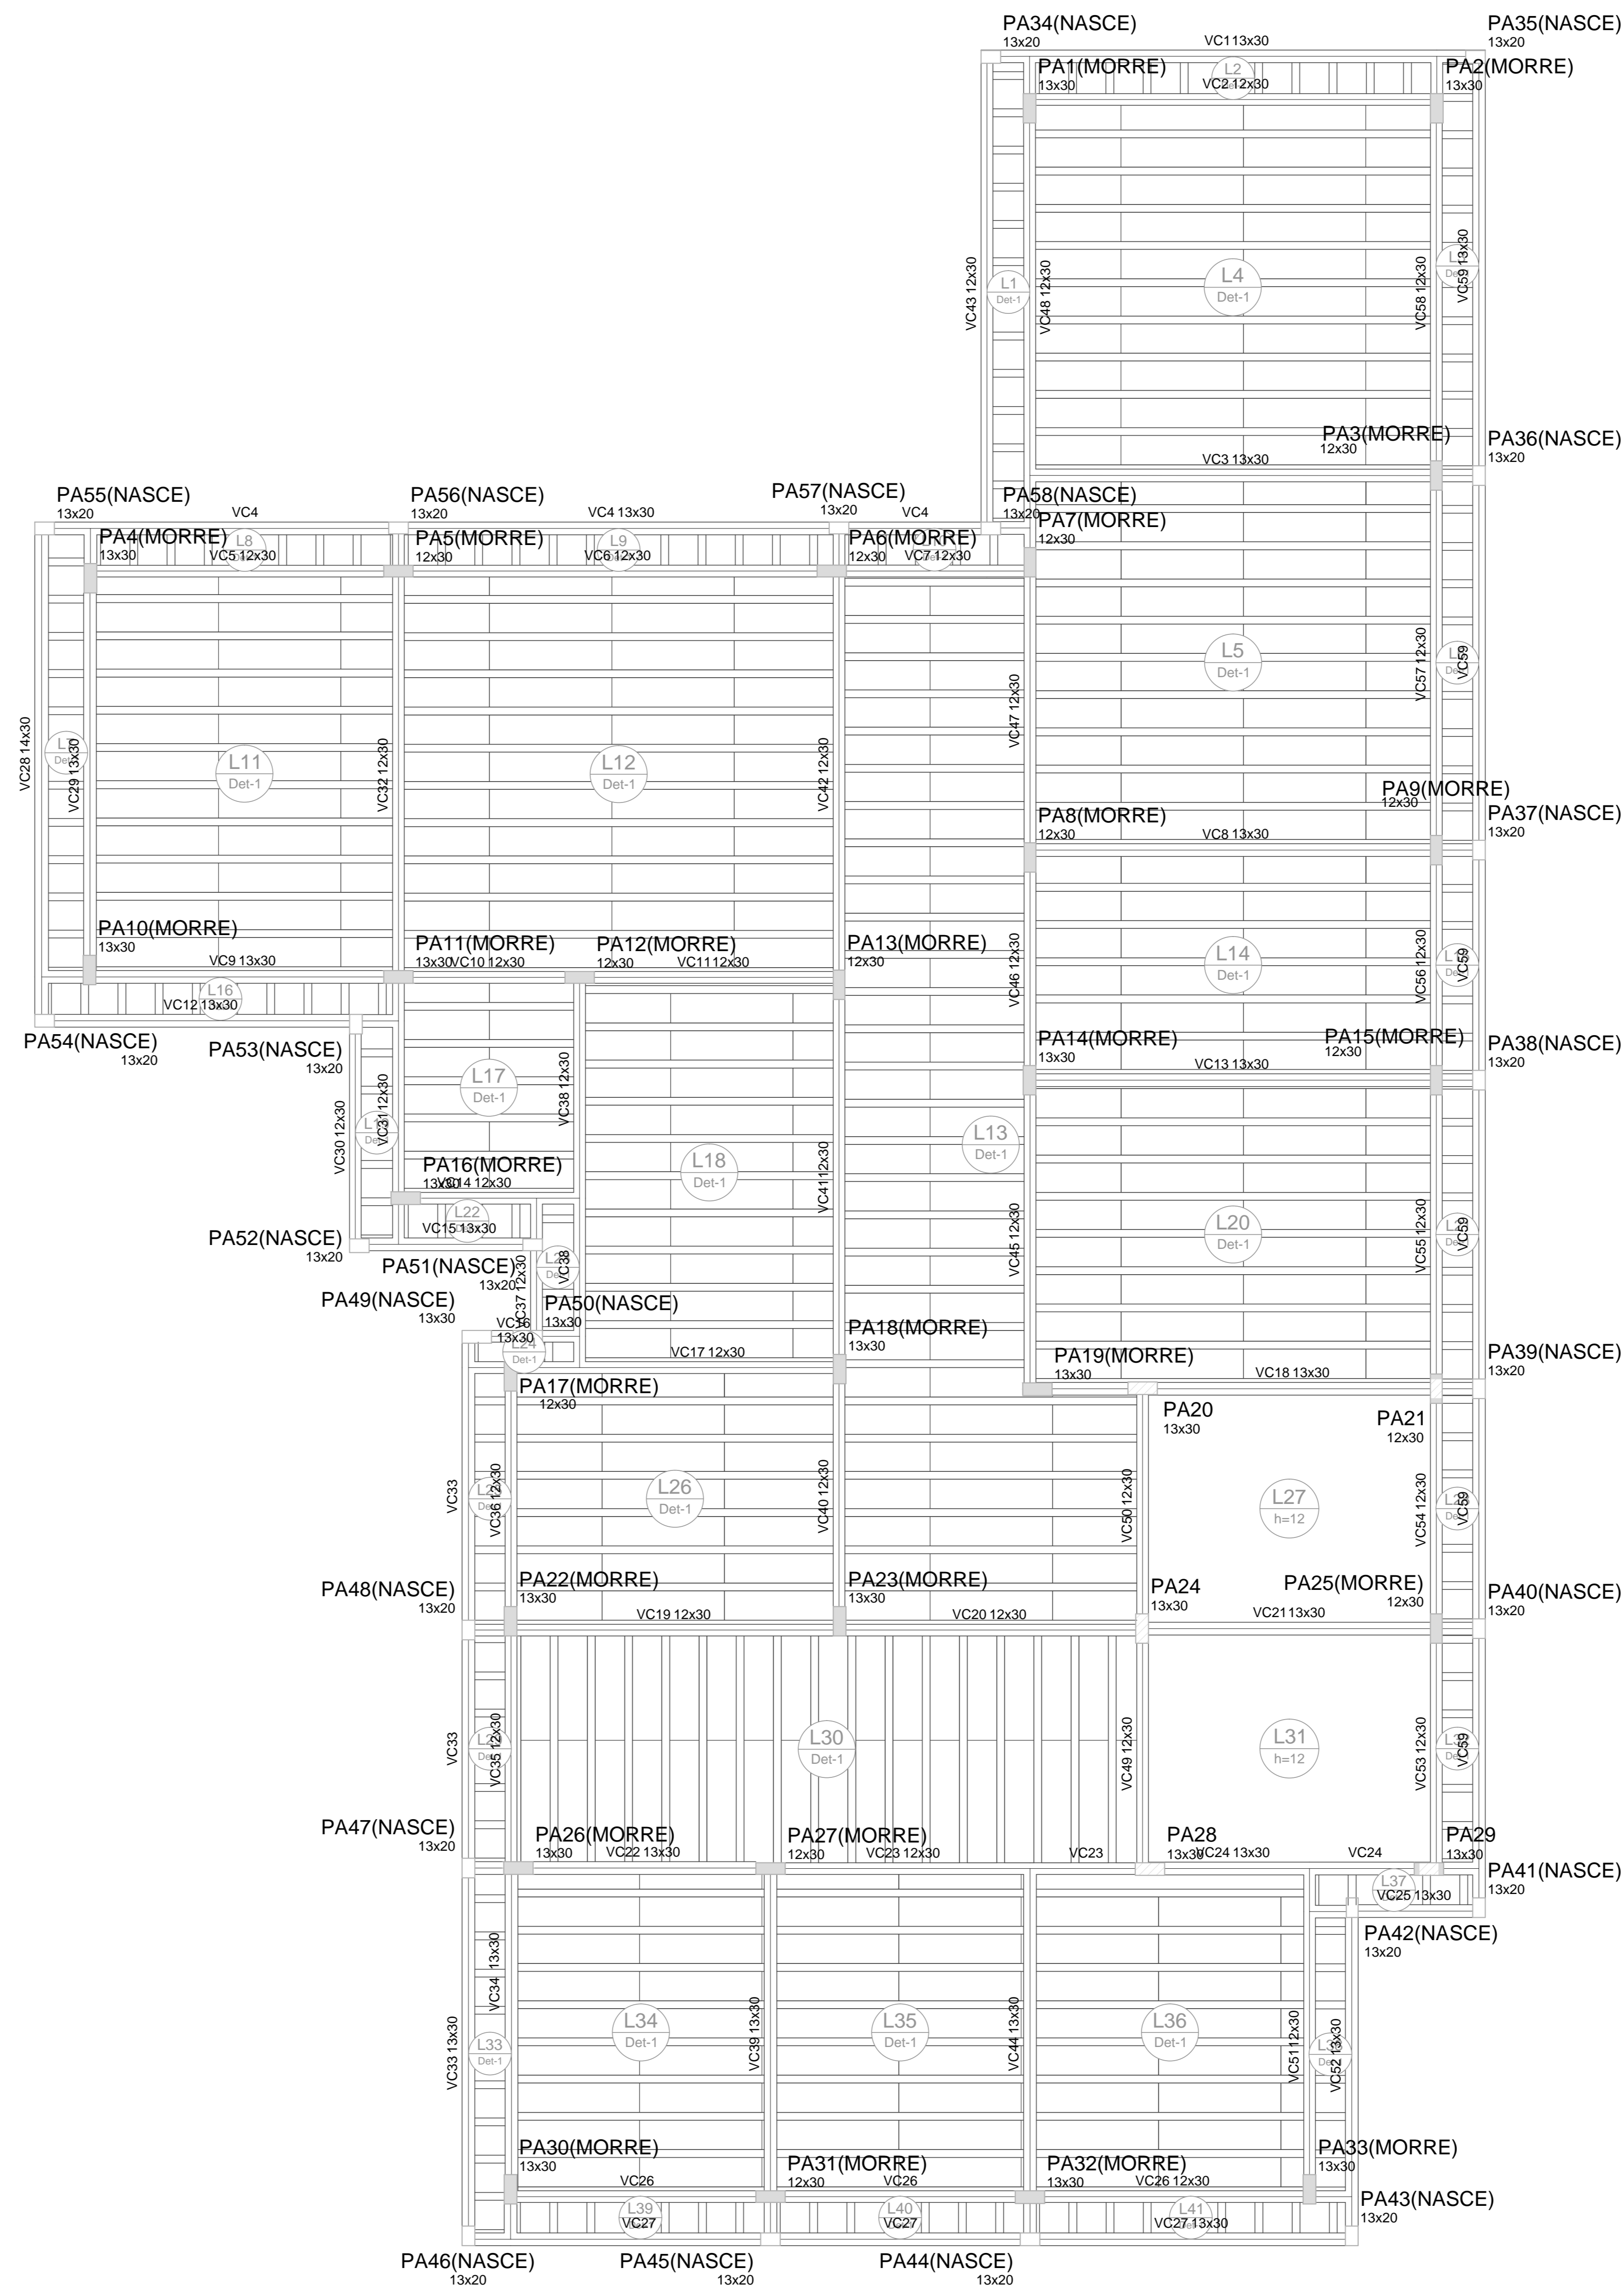 PA34(NASCE)
13x20
VC1 13x30
PA35(NASCE)
13x20
PA1(MORRE)
13x30
L2
VC2 12x30
PA2(MORRE)
13x30
VC43 12x30
L1
Det-1
VC48 12x30
L4
Det-1
VC58 12x30
VC59 13x30
PA3(MORRE)
12x30
VC3 13x30
PA36(NASCE)
13x20
PA55(NASCE)
13x20
VC4
PA56(NASCE)
13x20
VC4 13x30
PA57(NASCE)
13x20
VC4
PA58(NASCE)
13x20
PA4(MORRE)
13x30
L8
VC5 12x30
PA5(MORRE)
12x30
L9
VC6 12x30
PA6(MORRE)
12x30
VC7 12x30
PA7(MORRE)
12x30
VC28 14x30
VC29 13x30
L11
Det-1
VC32 12x30
L12
Det-1
VC42 12x30
VC47 12x30
L5
Det-1
VC57 12x30
VC59
PA8(MORRE)
12x30
VC8 13x30
PA9(MORRE)
12x30
PA37(NASCE)
13x20
PA10(MORRE)
13x30
VC9 13x30
PA11(MORRE)
13x30
VC10 12x30
PA12(MORRE)
12x30
VC11 12x30
PA13(MORRE)
12x30
VC46 12x30
L14
Det-1
VC56 12x30
VC59
L16
VC12 13x30
PA54(NASCE)
13x20
PA53(NASCE)
13x20
PA14(MORRE)
13x30
VC13 13x30
PA15(MORRE)
12x30
PA38(NASCE)
13x20
VC30 12x30
VC31 12x30
L17
Det-1
VC38 12x30
L18
Det-1
VC41 12x30
L13
Det-1
VC45 12x30
L20
Det-1
VC55 12x30
VC59
PA16(MORRE)
13x30
VC14 12x30
L22
VC15 13x30
PA52(NASCE)
13x20
PA51(NASCE)
13x20
VC37 12x30
VC38
PA49(NASCE)
13x30
VC16
13x30
PA50(NASCE)
13x30
L24
Det-1
VC17 12x30
PA18(MORRE)
13x30
PA19(MORRE)
13x30
VC18 13x30
PA39(NASCE)
13x20
PA17(MORRE)
12x30
PA20
13x30
PA21
12x30
VC33
VC36 12x30
L26
Det-1
VC40 12x30
VC50 12x30
L27
h=12
VC54 12x30
VC59
PA48(NASCE)
13x20
PA22(MORRE)
13x30
VC19 12x30
PA23(MORRE)
13x30
VC20 12x30
PA24
13x30
PA25(MORRE)
12x30
VC21 13x30
PA40(NASCE)
13x20
VC33
VC35 12x30
L30
Det-1
VC49 12x30
L31
h=12
VC53 12x30
VC59
PA47(NASCE)
13x20
PA26(MORRE)
13x30
VC22 13x30
PA27(MORRE)
12x30
VC23 12x30
VC23
PA28
13x30
VC24 13x30
VC24
PA29
13x30
PA41(NASCE)
13x20
L37
VC25 13x30
PA42(NASCE)
13x20
VC33 13x30
VC34 13x30
L33
Det-1
L34
Det-1
VC39 13x30
L35
Det-1
VC44 13x30
L36
Det-1
VC51 12x30
VC52 13x30
PA30(MORRE)
13x30
VC26
PA31(MORRE)
12x30
VC26
PA32(MORRE)
13x30
VC26 12x30
PA33(MORRE)
13x30
PA43(NASCE)
13x20
L39
VC27
L40
VC27
L41
VC27 13x30
PA46(NASCE)
13x20
PA45(NASCE)
13x20
PA44(NASCE)
13x20